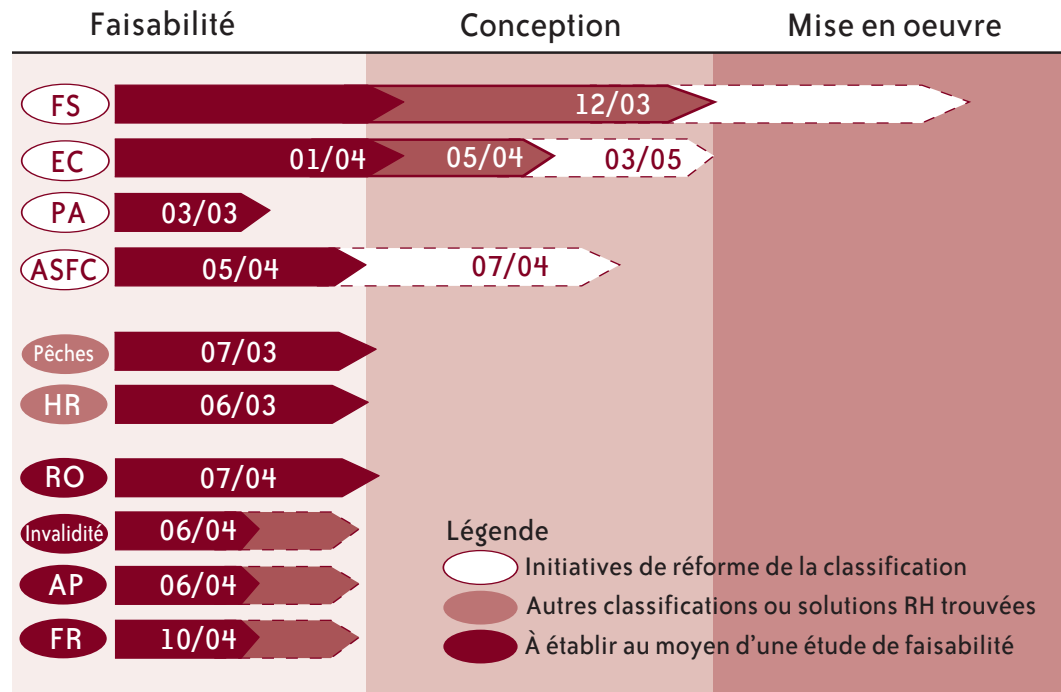 Faisabilité Conception Mise en oeuvre
FS 12/03
EC 01/04 05/04 03/05
PA 03/03
ASFC 05/04 07/04
Pêches 07/03
HR 06/03
RO 07/04
Invalidité 06/04
AP 06/04
FR 10/04
Légende
Initiatives de réforme de la classification
Autres classifications ou solutions RH trouvées
À établir au moyen d'une étude de faisabilité